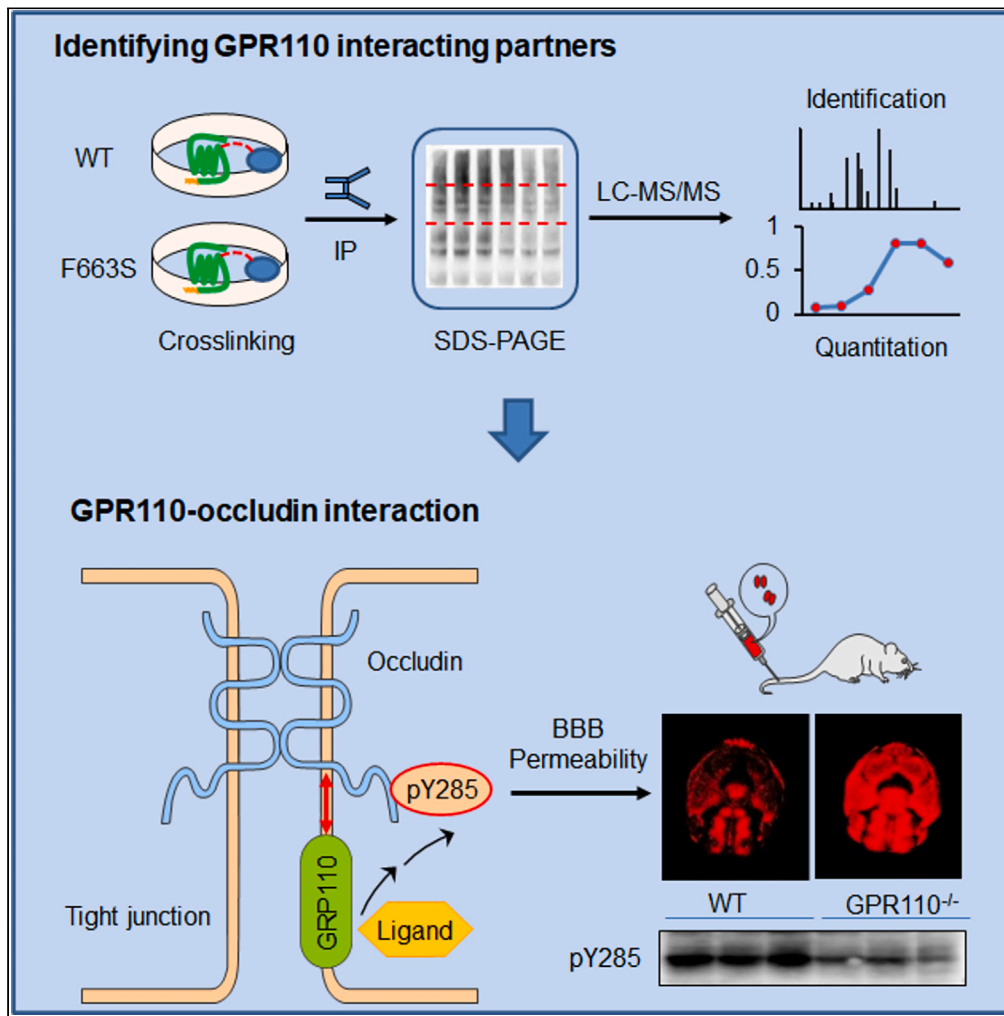 Identifying GPR110 interacting partners
WT
F663S
Crosslinking
IP
SDS-PAGE
LC-MS/MS
Identification
1
0.5
0
Quantitation
GPR110-occludin interaction
Occludin
Tight junction
GRP110
Ligand
pY285
BBB
Permeability
WT
GPR110-/-
pY285